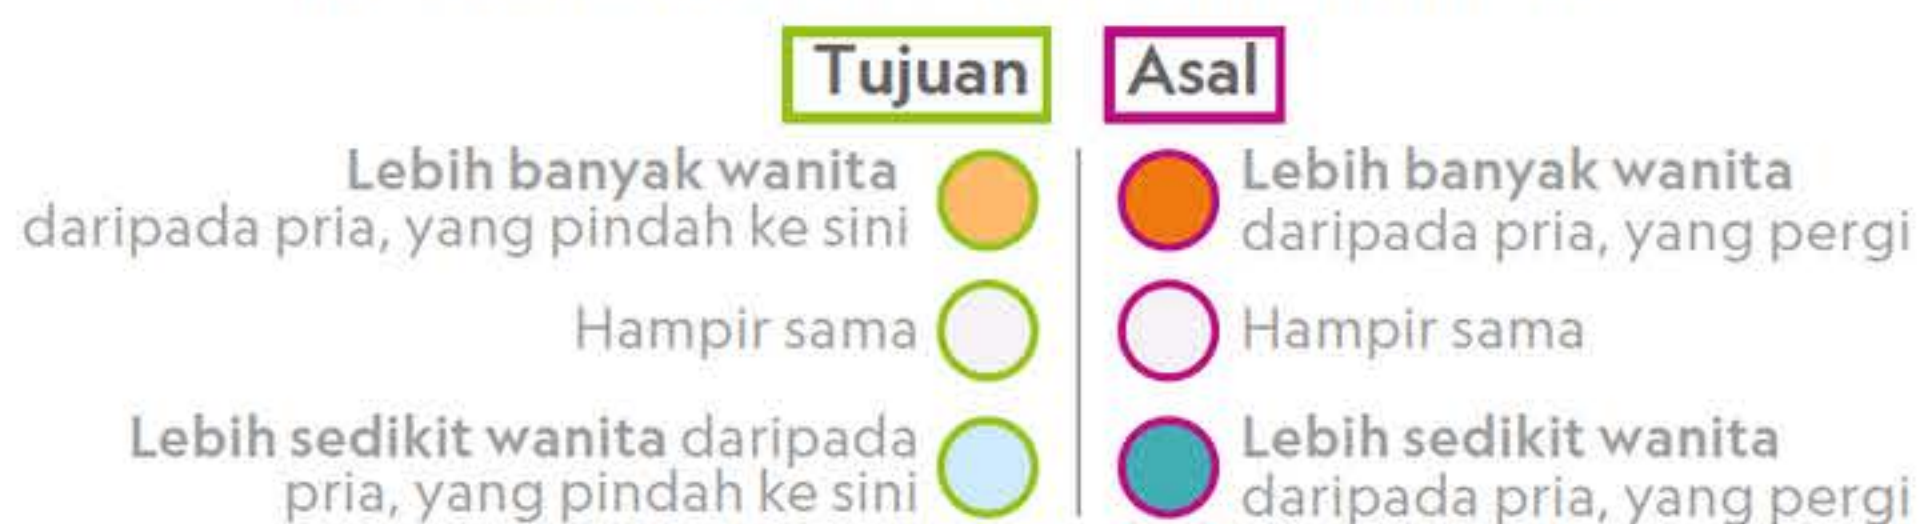 Tujuan
Asal
Lebih banyak wanita
daripada pria, yang pindah ke sini
Lebih banyak wanita
daripada pria, yang pergi
Hampir sama
Hampir sama
Lebih sedikit wanita daripada
pria, yang pindah ke sini
Lebih sedikit wanita
daripada pria, yang pergi